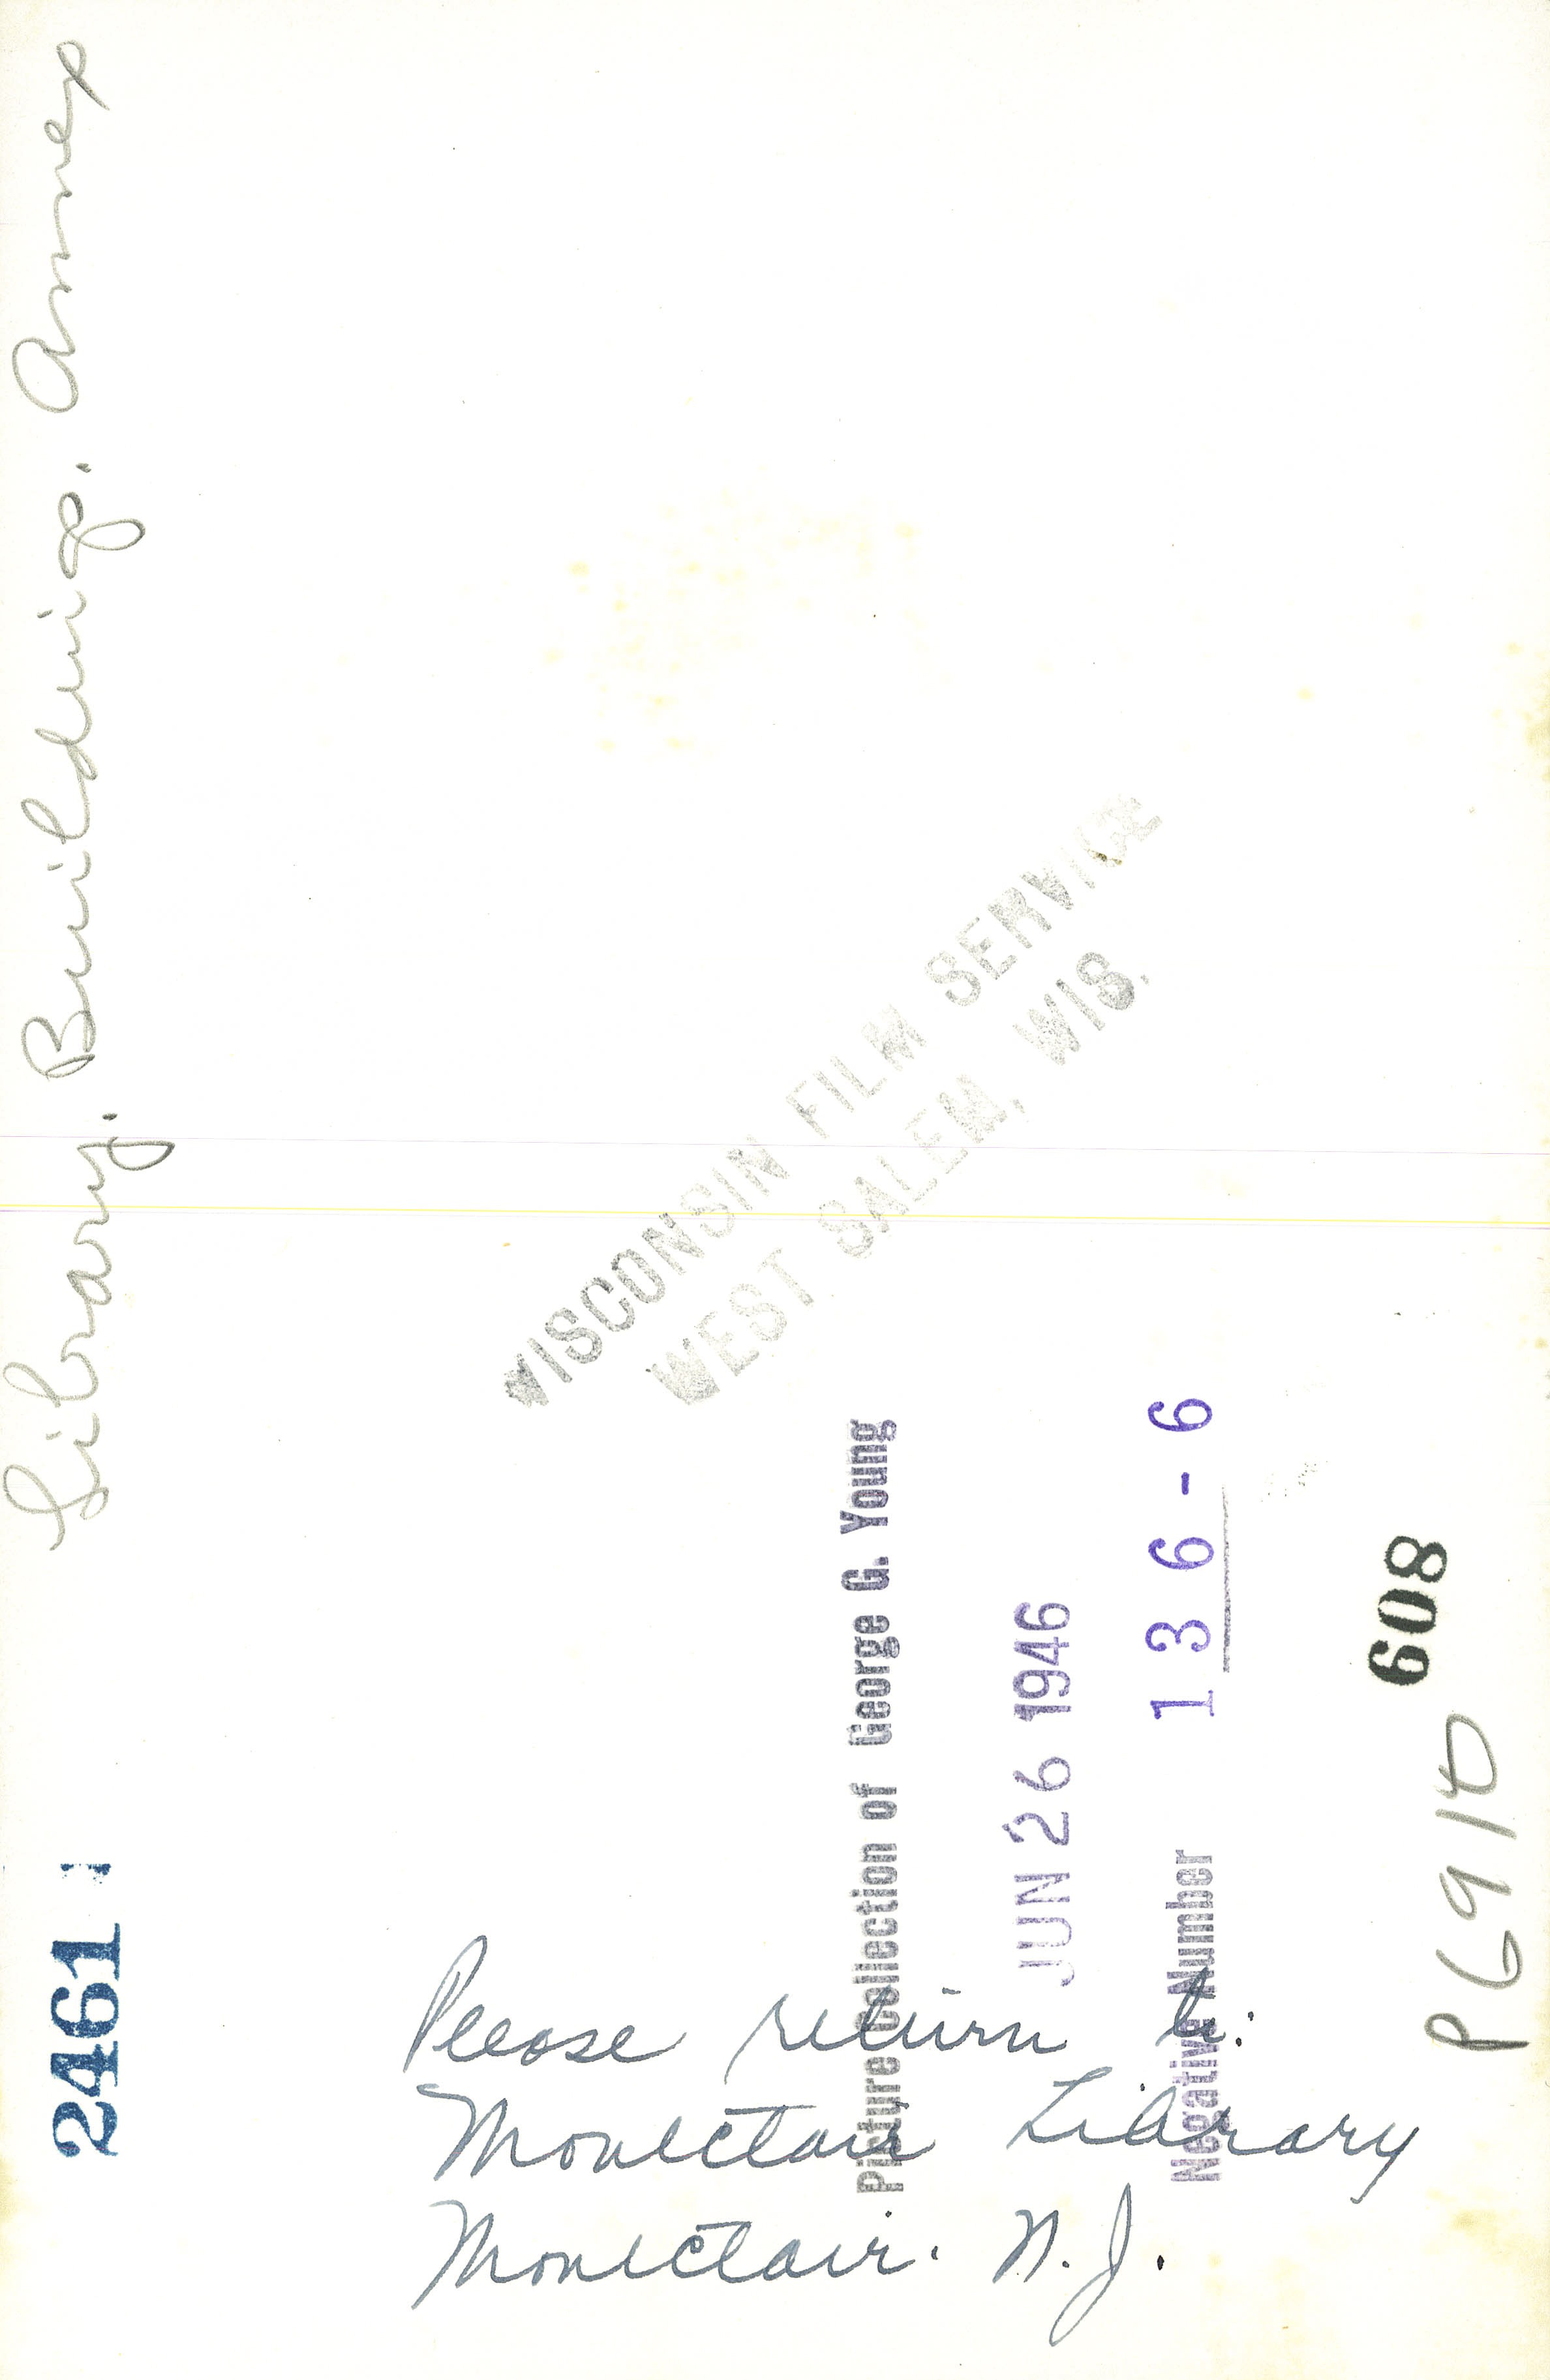 Library. Building. Annex
WISCONSIN FILM SERVICE
WEST SALEM, WIS.
Picture Collection of George G. Young
JUN 26 1946
Negative Number 136-6
608
2461
Please return to:
Montclair Library
Montclair. N.J.